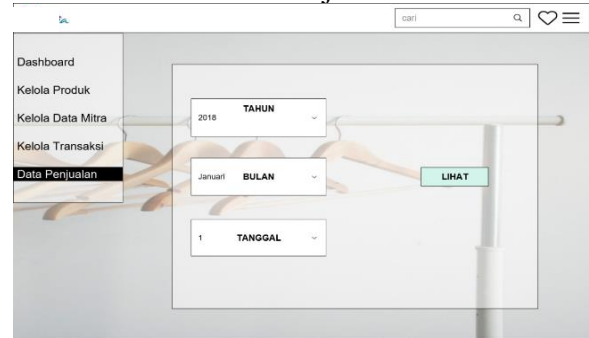 cari
Dashboard
Kelola Produk
Kelola Data Mitra
Kelola Transaksi
Data Penjualan
TAHUN
2018
Januari BULAN
LIHAT
1 TANGGAL